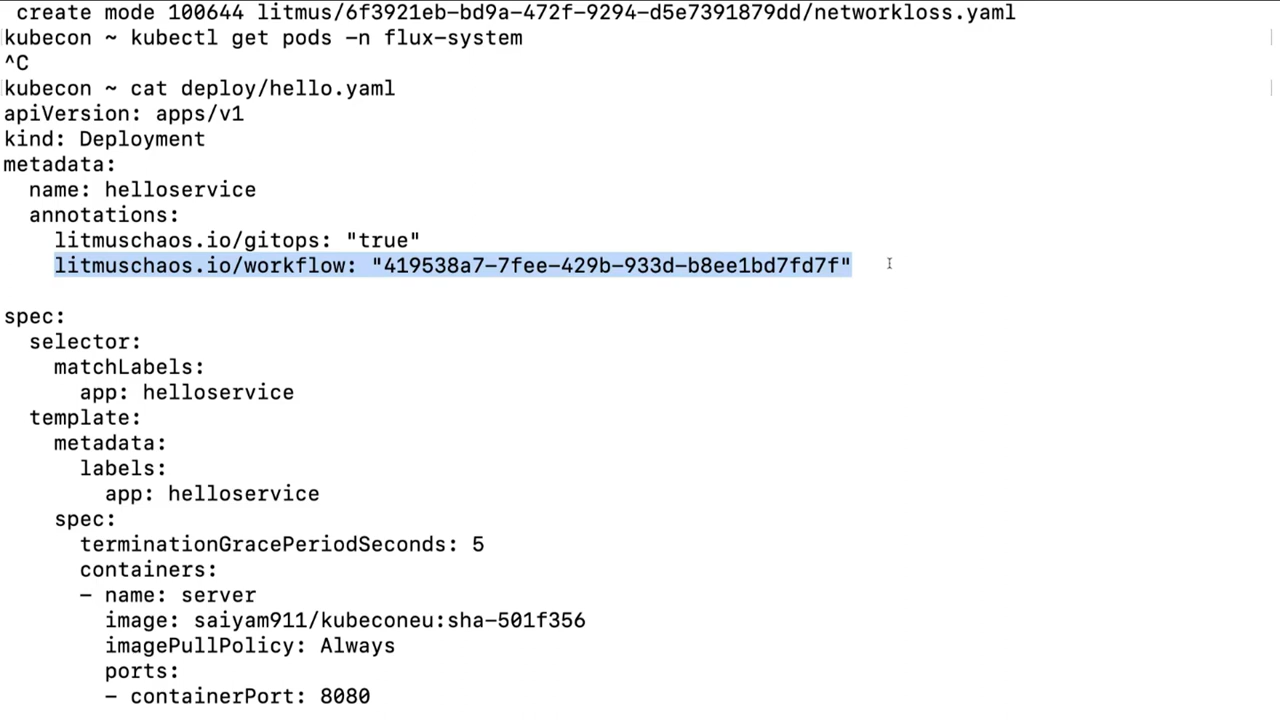 create mode 100644 litmus/6f3921eb-bd9a-472f-9294-d5e7391879dd/networkloss.yaml
kubecon ~ kubectl get pods -n flux-system
^C
kubecon ~ cat deploy/hello.yaml
apiVersion: apps/v1
kind: Deployment
metadata:
  name: helloservice
  annotations:
    litmuschaos.io/gitops: "true"
    litmuschaos.io/workflow: "419538a7-7fee-429b-933d-b8ee1bd7fd7f"
spec:
  selector:
    matchLabels:
      app: helloservice
  template:
    metadata:
      labels:
        app: helloservice
    spec:
      terminationGracePeriodSeconds: 5
      containers:
      - name: server
        image: saiyam911/kubeconeu:sha-501f356
        imagePullPolicy: Always
        ports:
        - containerPort: 8080